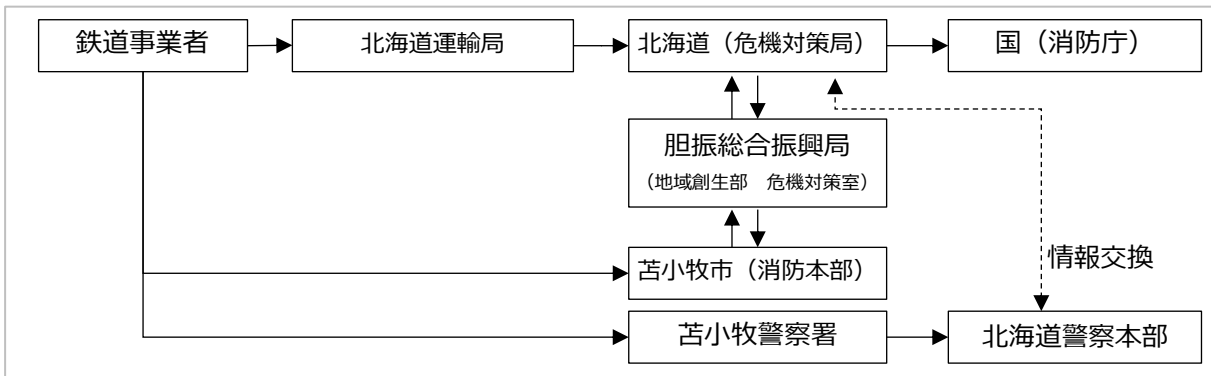 鉄道事業者
北海道運輸局
北海道（危機対策局）
国（消防庁）
胆振総合振興局
（地域創生部　危機対策室）
苫小牧市（消防本部）
情報交換
苫小牧警察署
北海道警察本部